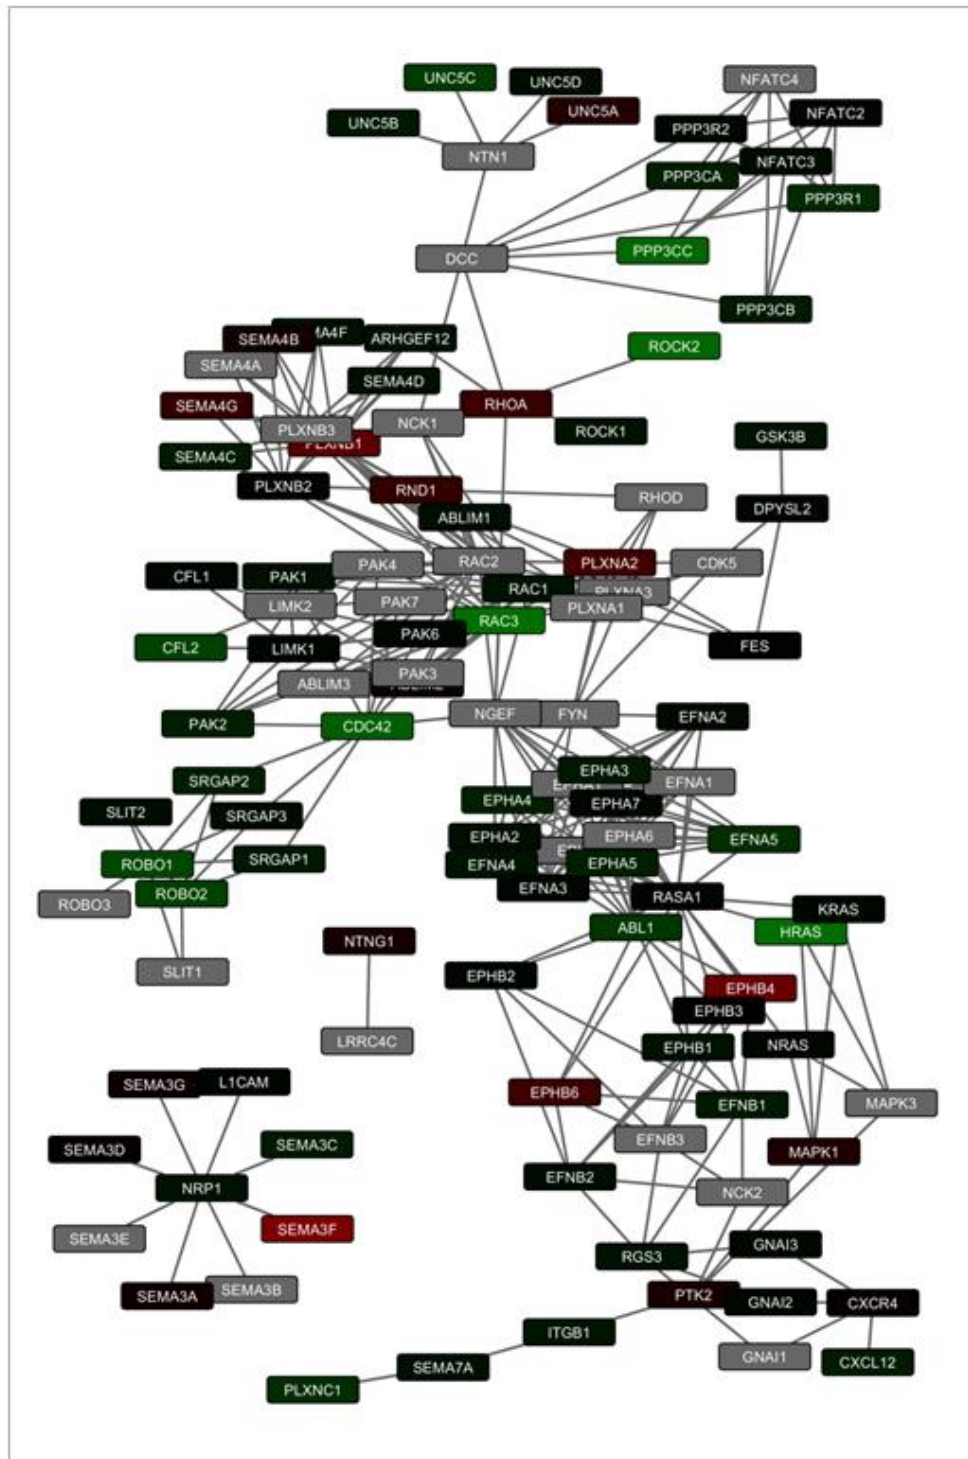 UNC5C
UNC5D
NFATC4
UNC5A
NFATC2
UNC5B
PPP3R2
NTN1
NFATC3
PPP3CA
PPP3R1
DCC
PPP3CC
PPP3CB
SEMA4B
MA4F
ARHGEF12
ROCK2
SEMA4A
SEMA4D
SEMA4G
RHOA
NCK1
PLXNB3
PLXNB1
ROCK1
GSK3B
SEMA4C
PLXNB2
RND1
RHOD
DPYSL2
ABLIM1
PAK4
RAC2
PLXNA2
CDK5
CFL1
PAK1
RAC1
PLXNA3
LIMK2
PAK7
PLXNA1
RAC3
CFL2
LIMK1
PAK6
FES
ABLIM3
PAK3
PAK2
CDC42
NGEF
FYN
EFNA2
SRGAP2
EPHA3
EFNA1
SLIT2
SRGAP3
EPHA4
EPHA7
EPHA2
EPHA6
EFNA5
ROBO1
SRGAP1
EFNA4
EPHA5
ROBO2
EFNA3
RASA1
ROBO3
KRAS
ABL1
HRAS
NTNG1
SLIT1
EPHB2
EPHB4
EPHB3
LRRC4C
EPHB1
NRAS
SEMA3G
L1CAM
EPHB6
EFNB1
MAPK3
SEMA3D
SEMA3C
EFNB3
MAPK1
NRP1
EFNB2
NCK2
SEMA3E
SEMA3F
RGS3
GNAI3
SEMA3A
SEMA3B
PTK2
GNAI2
CXCR4
ITGB1
GNAI1
CXCL12
SEMA7A
PLXNC1